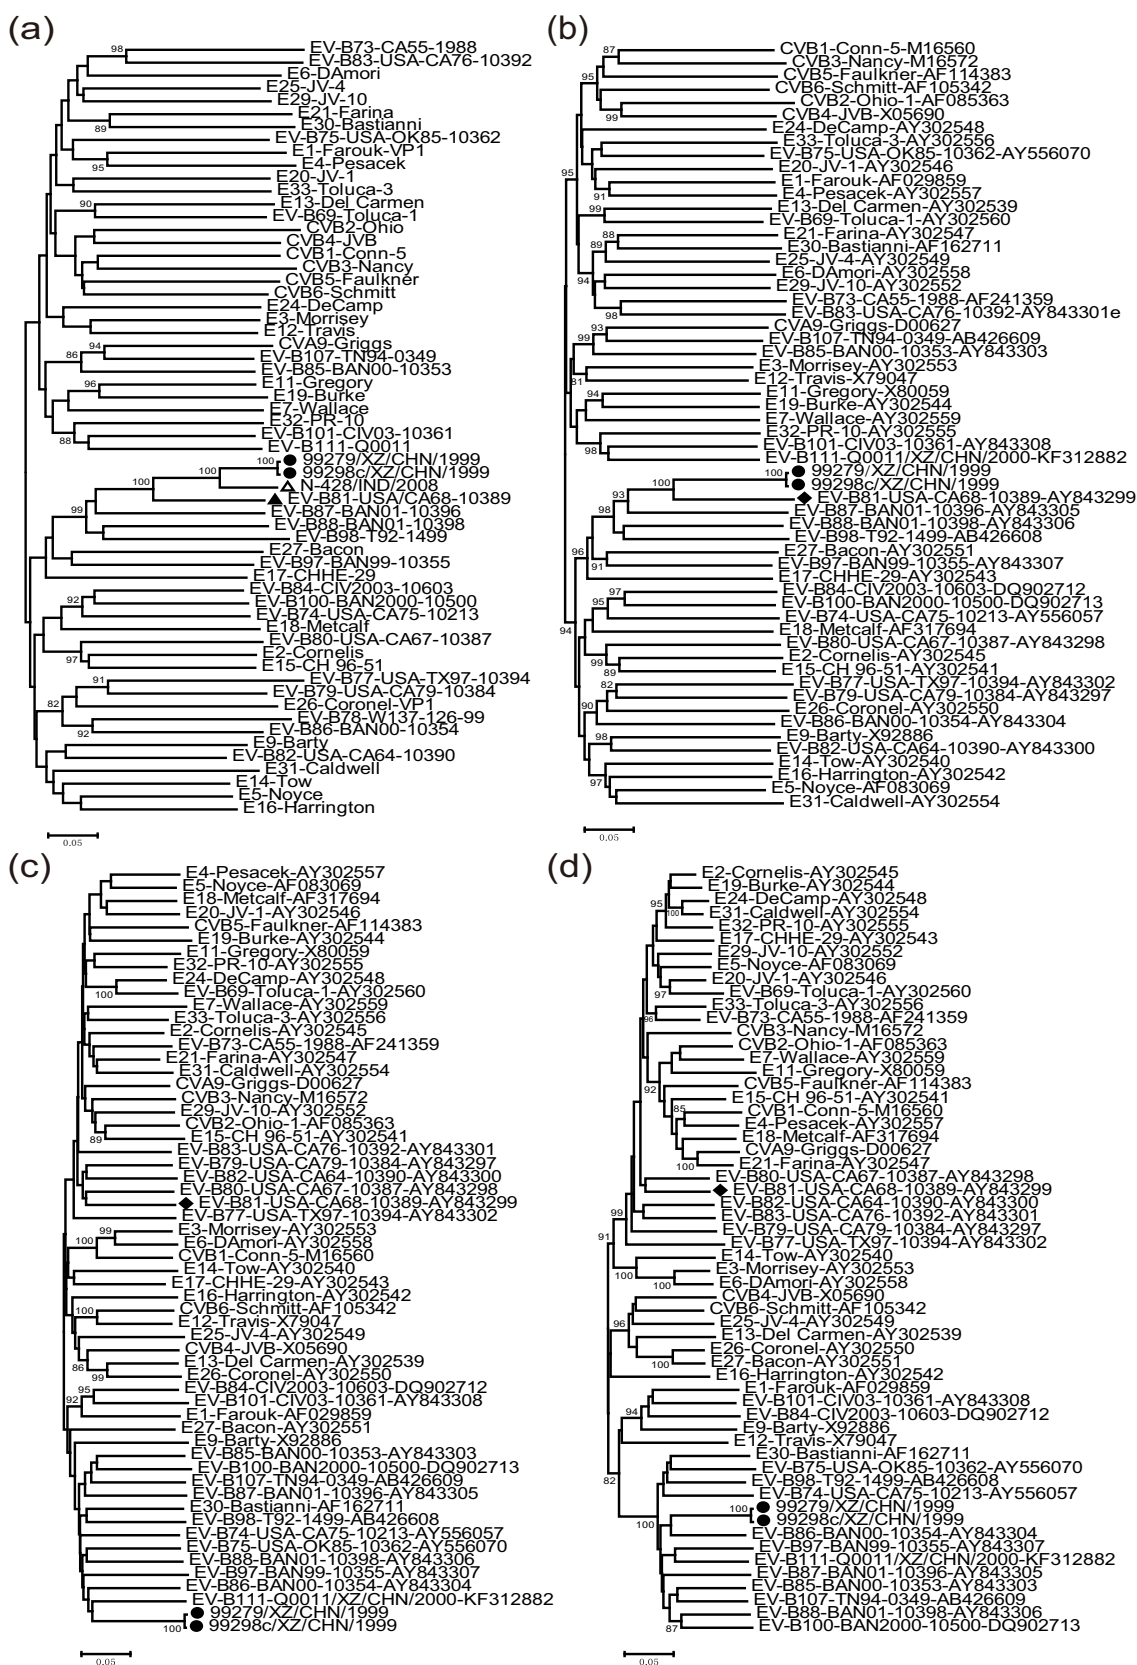 (a)
98
EV-B73-CA55-1988
EV-B83-USA/CA76-10392
E6-DAmori
E25-JV-4
E29-JV-10
E21-Farina
89
E30-Bastianni
EV-B75-USA-OK85-10362
E1-Farouk-VP1
95
E4-Pesacek
E20-JV-1
E33-Toluca-3
90
E13-Del Carmen
EV-B69-Toluca-1
CVB2-Ohio
CVB4-JVB
CVB1-Conn-5
CVB3-Nancy
CVB5-Faulkner
CVB6-Schmitt
E24-DeCamp
E3-Morrisey
E12-Travis
94
CVA9-Griggs
86
EV-B107-TN94-0349
EV-B85-BAN00-10353
96
E11-Gregory
E19-Burke
E7-Wallace
E32-PR-10
88
EV-B101-CIV03-10361
EV-B111-Q0011
100
99279/XZ/CHN/1999
100
99298c/XZ/CHN/1999
N-428/IND/2008
100
EV-B81-USA/CA68-10389
99
EV-B87-BAN01-10396
EV-B88-BAN01-10398
EV-B98-T92-1499
E27-Bacon
EV-B97-BAN99-10355
E17-CHHE-29
EV-B84-CIV2003-10603
92
EV-B100-BAN2000-10500
EV-B74-USA/CA75-10213
E18-Metcalf
EV-B80-USA-CA67-10387
E2-Cornelis
97
E15-CH 96-51
91
EV-B77-USA-TX97-10394
EV-B79-USA/CA79-10384
82
E26-Coronel-VP1
EV-B78-W137-126-99
92
EV-B86-BAN00-10354
E9-Barty
EV-B82-USA/CA64-10390
E31-Caldwell
E14-Tow
E5-Noyce
E16-Harrington
0.05
(b)
87
CVB1-Conn-5-M16560
CVB3-Nancy-M16572
95
CVB5-Faulkner-AF114383
CVB6-Schmitt-AF105342
CVB2-Ohio-1-AF085363
99
CVB4-JVB-X05690
E24-DeCamp-AY302548
E33-Toluca-3-AY302556
EV-B75-USA-OK85-10362-AY556070
E20-JV-1-AY302546
95
E1-Farouk-AF029859
91
E4-Pesacek-AY302557
99
E13-Del Carmen-AY302539
EV-B69-Toluca-1-AY302560
88
E21-Farina-AY302547
89
E30-Bastianni-AF162711
E25-JV-4-AY302549
94
E6-DAmori-AY302558
E29-JV-10-AY302552
EV-B73-CA55-1988-AF241359
98
EV-B83-USA/CA76-10392-AY843301e
93
CVA9-Griggs-D00627
99
EV-B107-TN94-0349-AB426609
EV-B85-BAN00-10353-AY843303
E3-Morrisey-AY302553
81
E12-Travis-X79047
94
E11-Gregory-X80059
E19-Burke-AY302544
E7-Wallace-AY302559
E32-PR-10-AY302555
EV-B101-CIV03-10361-AY843308
98
EV-B111-Q0011/XZ/CHN/2000-KF312882
100
99279/XZ/CHN/1999
100
99298c/XZ/CHN/1999
93
EV-B81-USA/CA68-10389-AY843299
98
EV-B87-BAN01-10396-AY843305
EV-B88-BAN01-10398-AY843306
EV-B98-T92-1499-AB426608
96
E27-Bacon-AY302551
91
EV-B97-BAN99-10355-AY843307
E17-CHHE-29-AY302543
97
EV-B84-CIV2003-10603-DQ902712
95
EV-B100-BAN2000-10500-DQ902713
EV-B74-USA/CA75-10213-AY556057
94
E18-Metcalf-AF317694
EV-B80-USA-CA67-10387-AY843298
99
E2-Cornelis-AY302545
89
E15-CH 96-51-AY302541
82
EV-B77-USA-TX97-10394-AY843302
EV-B79-USA/CA79-10384-AY844297
90
E26-Coronel-AY302550
EV-B86-BAN00-10354-AY843304
98
E9-Barty-X92886
EV-B82-USA/CA64-10390-AY843300
E14-Tow-AY302540
97
E16-Harrington-AY302542
E5-Noyce-AF083069
E31-Caldwell-AY302554
0.05
(c)
E4-Pesacek-AY302557
E5-Noyce-AF083069
E18-Metcalf-AF317694
E20-JV-1-AY302546
CVB5-Faulkner-AF114383
E19-Burke-AY302544
E11-Gregory-X80059
E32-PR-10-AY302555
E24-DeCamp-AY302548
100
EV-B69-Toluca-1-AY302560
E7-Wallace-AY302559
E33-Toluca-3-AY302556
E2-Cornelis-AY302545
EV-B73-CA55-1988-AF241359
E21-Farina-AY302547
E31-Caldwell-AY302554
CVA9-Griggs-D00627
CVB3-Nancy-M16572
E29-JV-10-AY302552
CVB2-Ohio-1-AF085363
89
E15-CH 96-51-AY302541
EV-B83-USA-CA76-10392-AY843301
EV-B79-USA-CA79-10384-AY844297
EV-B82-USA-CA64-10390-AY843300
EV-B80-USA-CA67-10387-AY843298
EV-B81-USA-CA68-10389-AY843299
EV-B77-USA-TX97-10394-AY843302
99
E3-Morrisey-AY302553
100
E6-DAmori-AY302558
CVB1-Conn-5-M16560
E14-Tow-AY302540
E17-CHHE-29-AY302543
E16-Harrington-AY302542
100
CVB6-Schmitt-AF105342
E12-Travis-X79047
E25-JV-4-AY302549
CVB4-JVB-X05690
86
E13-Del Carmen-AY302539
99
E26-Coronel-AY302550
95
EV-B84-CIV2003-10603-DQ902712
92
EV-B101-CIV03-10361-AY843308
E1-Farouk-AF029859
E27-Bacon-AY302551
E9-Barty-X92886
EV-B85-BAN00-10353-AY843303
EV-B100-BAN2000-10500-DQ902713
EV-B107-TN94-0349-AB426609
EV-B87-BAN01-10396-AY843305
E30-Bastianni-AF162711
EV-B98-T92-1499-AB426608
EV-B74-USA/CA75-10213-AY556057
EV-B75-USA-OK85-10362-AY556070
EV-B88-BAN01-10398-AY843306
EV-B97-BAN99-10355-AY843307
EV-B86-BAN00-10354-AY843304
EV-B111-Q0011/XZ/CHN/2000-KF312882
99279/XZ/CHN/1999
100
99298c/XZ/CHN/1999
0.05
(d)
E2-Cornelis-AY302545
E19-Burke-AY302544
95
E24-DeCamp-AY302548
100
E31-Caldwell-AY302554
E32-PR-10-AY302555
E17-CHHE-29-AY302543
E29-JV-10-AY302552
E5-Noyce-AF083069
E20-JV-1-AY302546
97
EV-B69-Toluca-1-AY302560
E33-Toluca-3-AY302556
96
EV-B73-CA55-1988-AF241359
CVB3-Nancy-M16572
CVB2-Ohio-1-AF085363
E7-Wallace-AY302559
E11-Gregory-X80059
92
CVB5-Faulkner-AF114383
E15-CH 96-51-AY302541
85
CVB1-Conn-5-M16560
E4-Pesacek-AY302557
E18-Metcalf-AF317694
CVA9-Griggs-D00627
100
E21-Farina-AY302547
EV-B80-USA-CA67-10387-AY843298
EV-B81-USA-CA68-10389-AY843299
EV-B82-USA-CA64-10390-AY843300
99
EV-B83-USA-CA76-10392-AY843301
EV-B79-USA-CA79-10384-AY844297
91
EV-B77-USA-TX97-10394-AY843302
E14-Tow-AY302540
100
E3-Morrisey-AY302553
100
E6-DAmori-AY302558
CVB4-JVB-X05690
CVB6-Schmitt-AF105342
96
E25-JV-4-AY302549
E13-Del Carmen-AY302539
E26-Coronel-AY302550
100
E27-Bacon-AY302551
E16-Harrington-AY302542
E1-Farouk-AF029859
EV-B101-CIV03-10361-AY843308
94
EV-B84-CIV2003-10603-DQ902712
E9-Barty-X92886
E12-Travis-X79047
E30-Bastianni-AF162711
EV-B75-USA-OK85-10362-AY556070
82
EV-B98-T92-1499-AB426608
EV-B74-USA/CA75-10213-AY556057
100
99279/XZ/CHN/1999
100
99298c/XZ/CHN/1999
EV-B86-BAN00-10354-AY843304
EV-B97-BAN99-10355-AY843307
EV-B111-Q0011/XZ/CHN/2000-KF312882
EV-B87-BAN01-10396-AY843305
EV-B85-BAN00-10353-AY843303
EV-B107-TN94-0349-AB426609
EV-B88-BAN01-10398-AY843306
87
EV-B100-BAN2000-10500-DQ902713
0.05